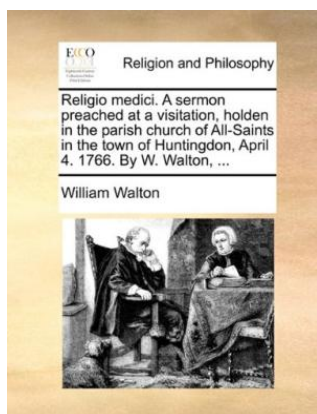 ECCO
Religion and Philosophy
Religio medici. A sermon
preached at a visitation, holden
in the parish church of All-Saints
in the town of Huntingdon, April
4. 1766. By W. Walton, ...
William Walton